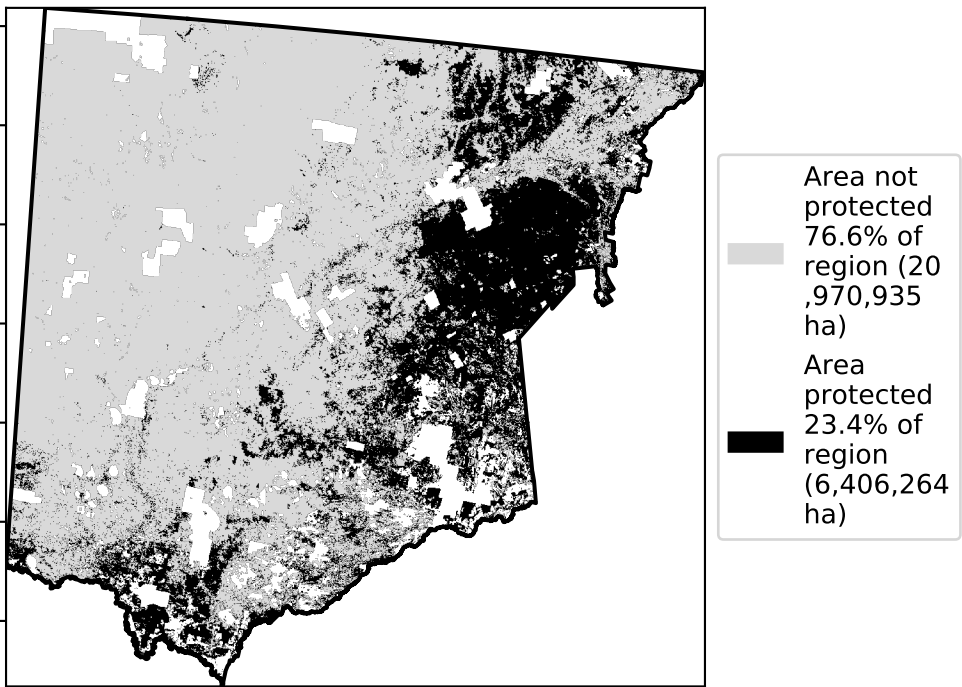 Area not
protected
76.6% of
region (20
,970,935
ha)
Area
protected
23.4% of
region
(6,406,264
ha)